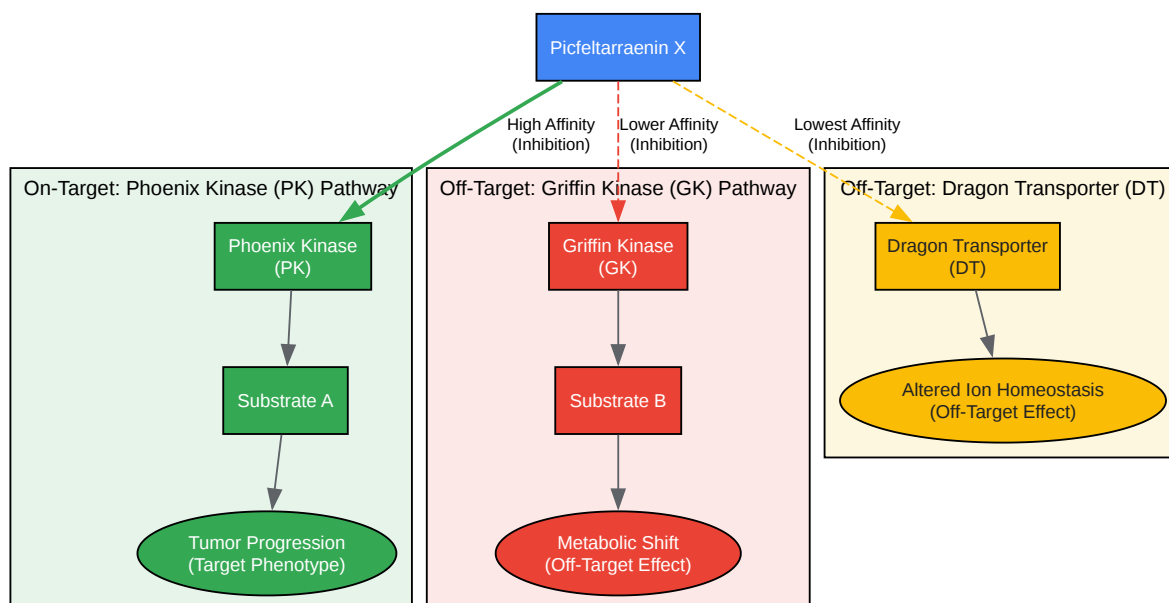 Picfeltarraenin X
High Affinity
(Inhibition)
Lower Affinity
(Inhibition)
Lowest Affinity
(Inhibition)
On-Target: Phoenix Kinase (PK) Pathway
Phoenix Kinase
(PK)
Substrate A
Tumor Progression
(Target Phenotype)
Off-Target: Griffin Kinase (GK) Pathway
Griffin Kinase
(GK)
Substrate B
Metabolic Shift
(Off-Target Effect)
Off-Target: Dragon Transporter (DT)
Dragon Transporter
(DT)
Altered Ion Homeostasis
(Off-Target Effect)